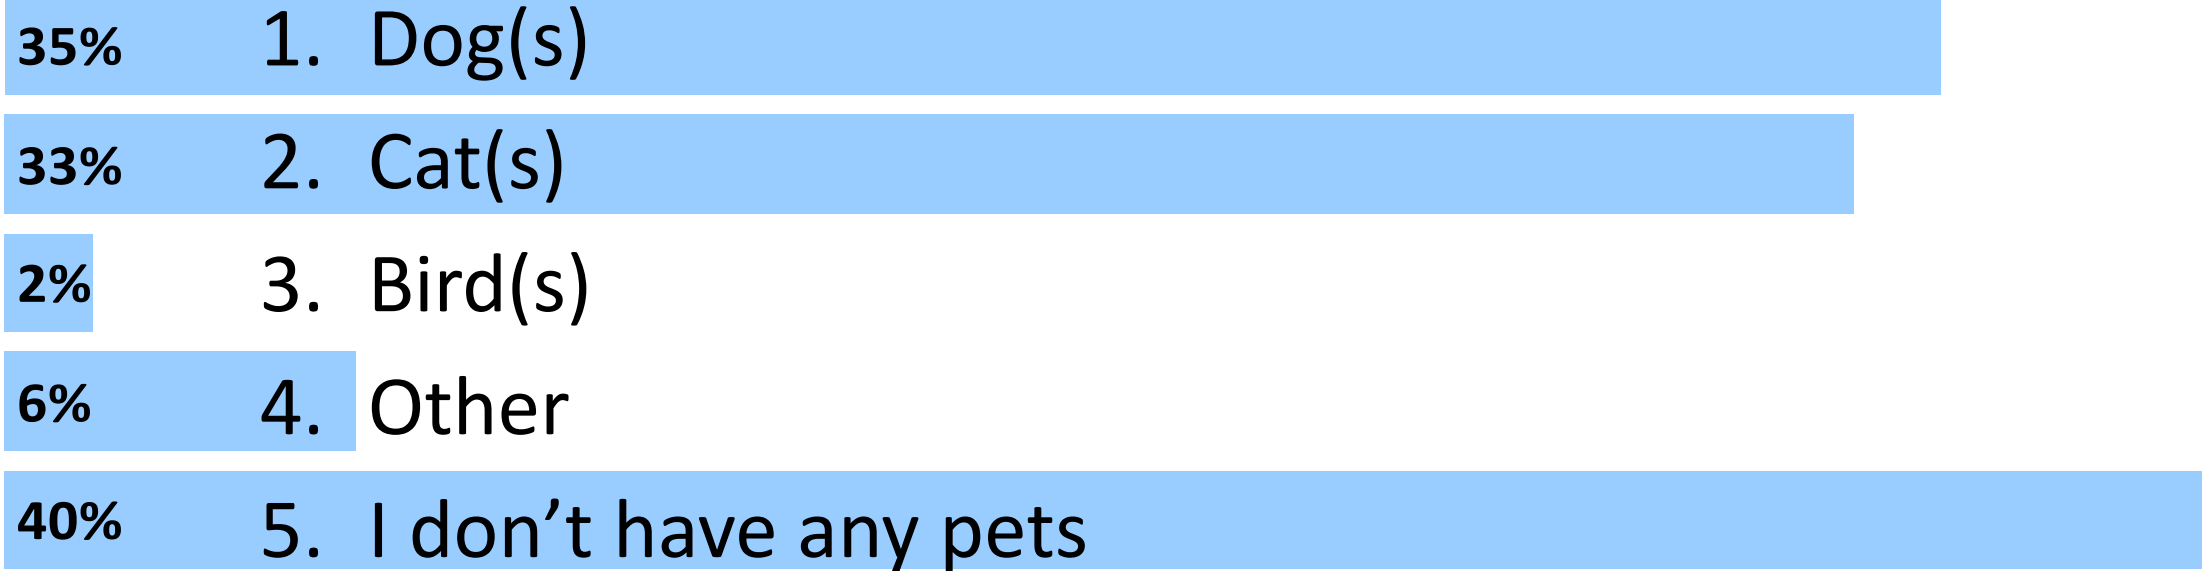 35% 1. Dog(s)
33% 2. Cat(s)
2% 3. Bird(s)
6% 4. Other
40% 5. I don’t have any pets